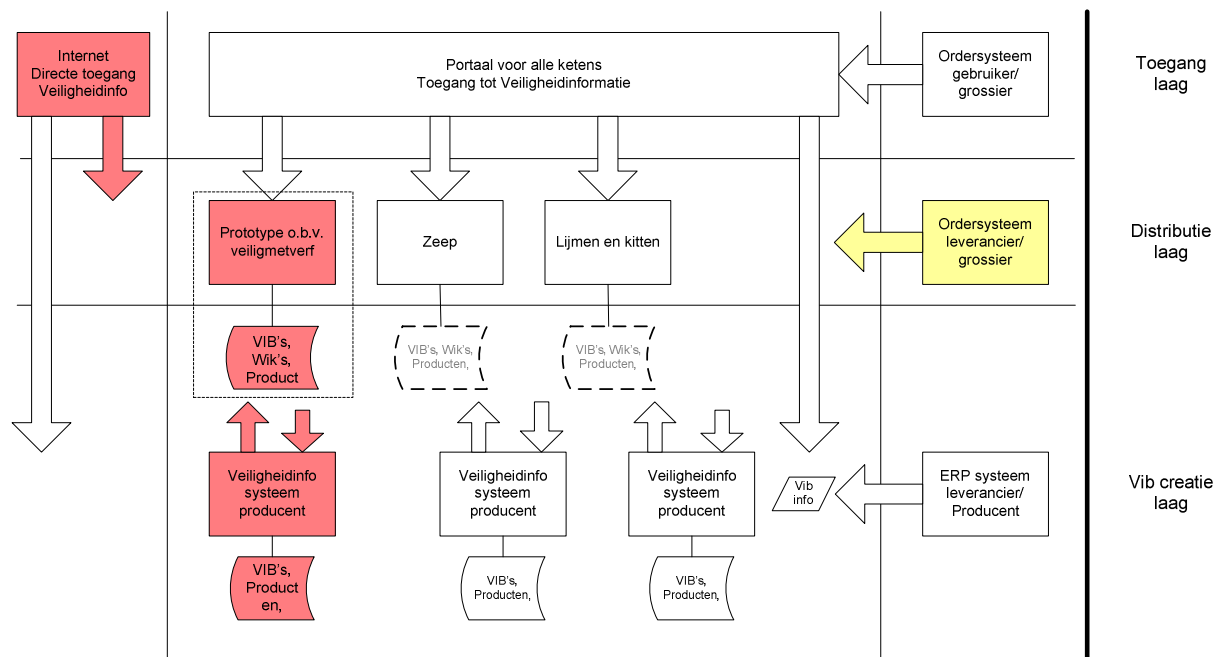 Internet
Directe toegang
Veiligheidinfo
Portaal voor alle ketens
Toegang tot Veiligheidinformatie
Ordersysteem
gebruiker/
grossier
Toegang
laag
Prototype o.b.v.
veiligmetverf
Zeep
Lijmen en kitten
Ordersysteem
leverancier/
grossier
Distributie
laag
VIB's,
Wik's,
Product
VIB's, Wik's,
Producten,
VIB's, Wik's,
Producten,
Veiligheidinfo
systeem
producent
Veiligheidinfo
systeem
producent
Veiligheidinfo
systeem
producent
Vib
info
ERP systeem
leverancier/
Producent
Vib creatie
laag
VIB's,
Product
en,
VIB's,
Producten,
VIB's,
Producten,